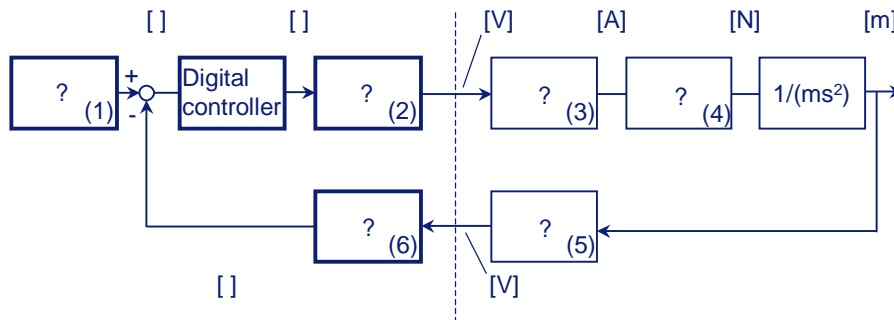 [ ] [ ] [V] [A] [N] [m]
? (1)
+
-
Digital
controller
? (2)
? (3)
? (4)
1/(ms²)
? (6)
? (5)
[ ] [V]